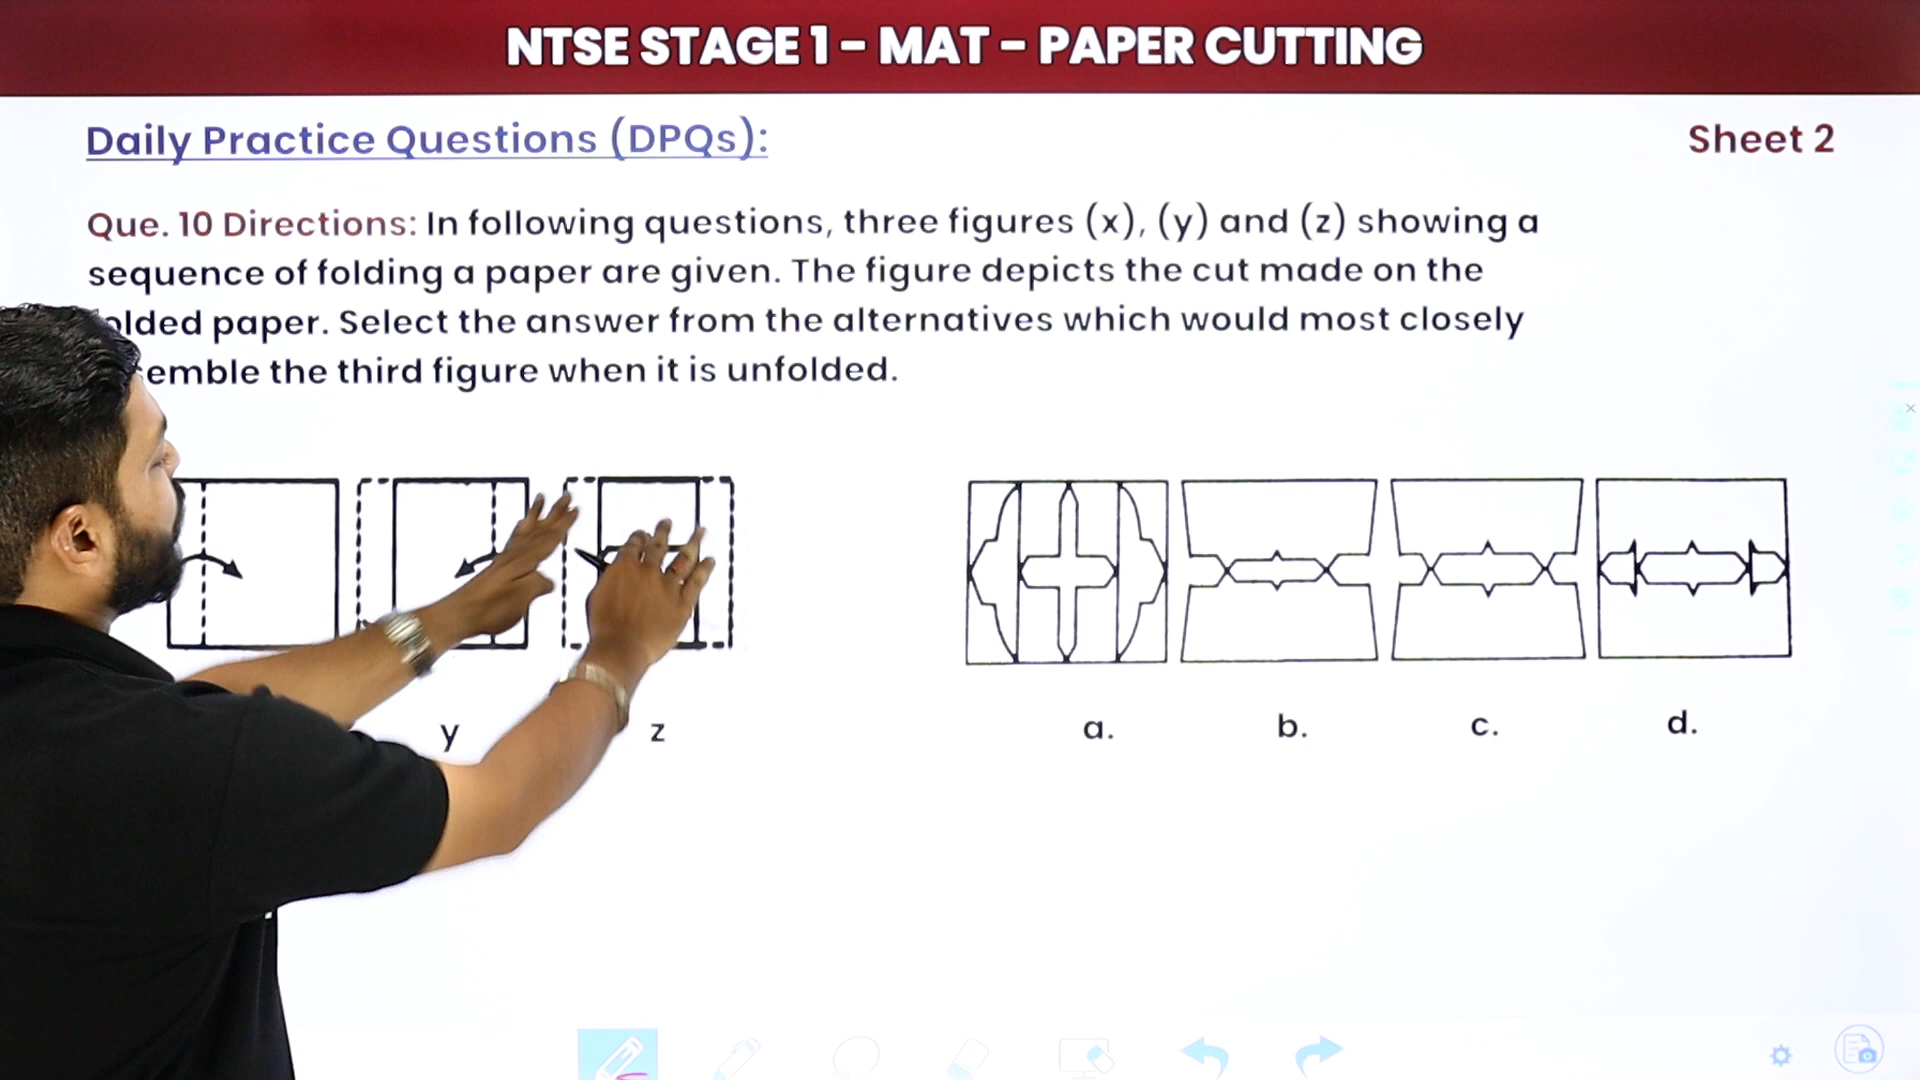 NTSE STAGE 1 – MAT – PAPER CUTTING
Daily Practice Questions (DPQs):
Sheet 2
Que. 10 Directions: In following questions, three figures (x), (y) and (z) showing a
sequence of folding a paper are given. The figure depicts the cut made on the
paper. Select the answer from the alternatives which would most closely
the third figure when it is unfolded.
y
z
a.
b.
c.
d.